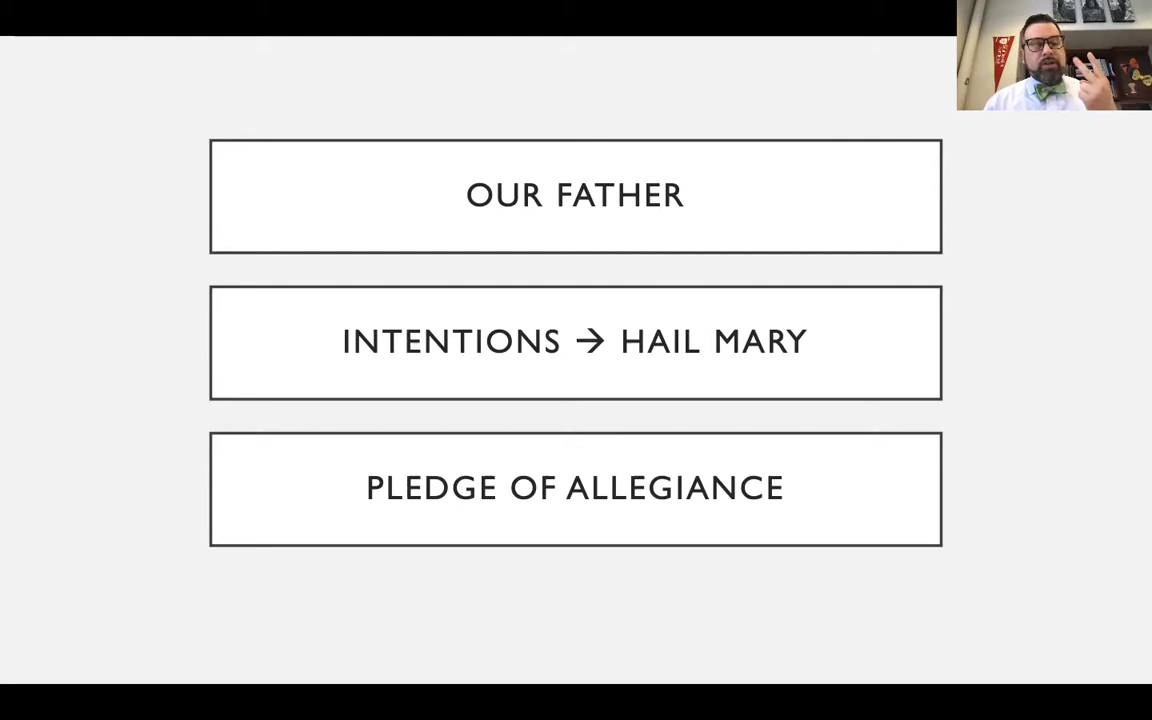 OUR FATHER
INTENTIONS → HAIL MARY
PLEDGE OF ALLEGIANCE